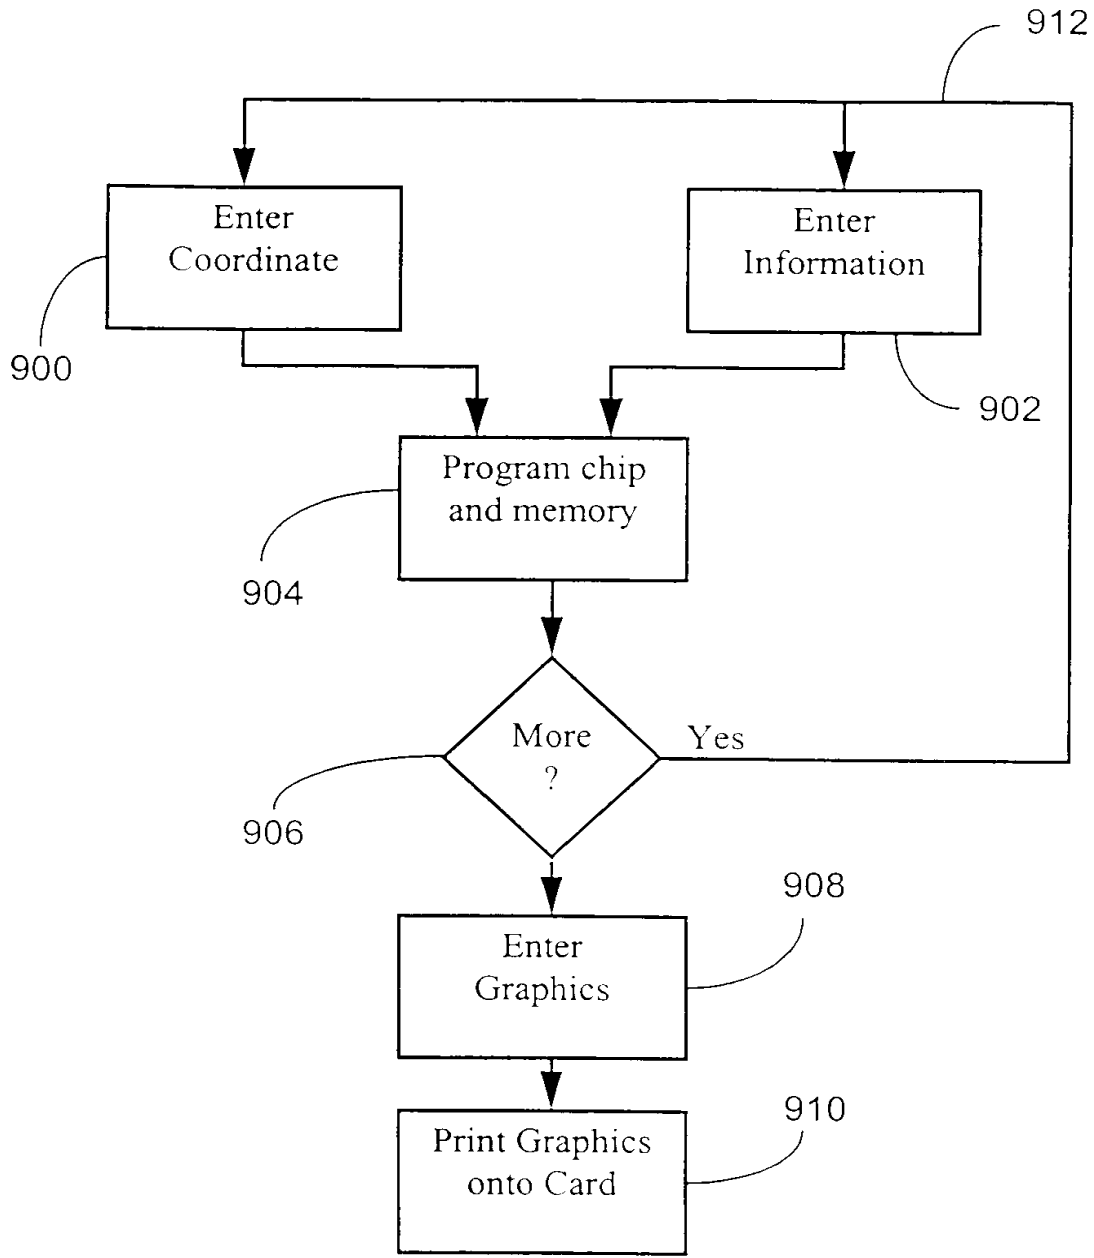 912
Enter
Coordinate
Enter
Information
900
902
Program chip
and memory
904
More
?
Yes
906
908
Enter
Graphics
910
Print Graphics
onto Card